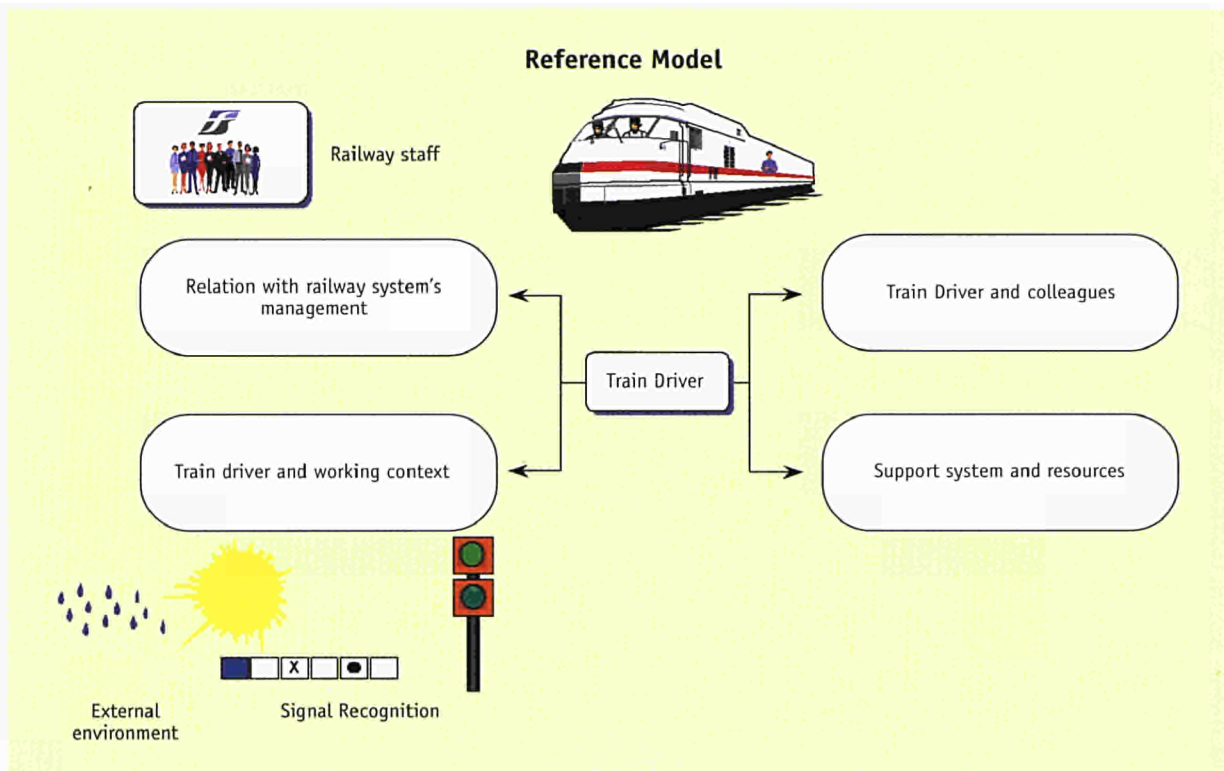 Reference Model
Railway staff
Relation with railway system's
management
Train Driver and colleagues
Train Driver
Train driver and working context
Support system and resources
X
External
environment
Signal Recognition